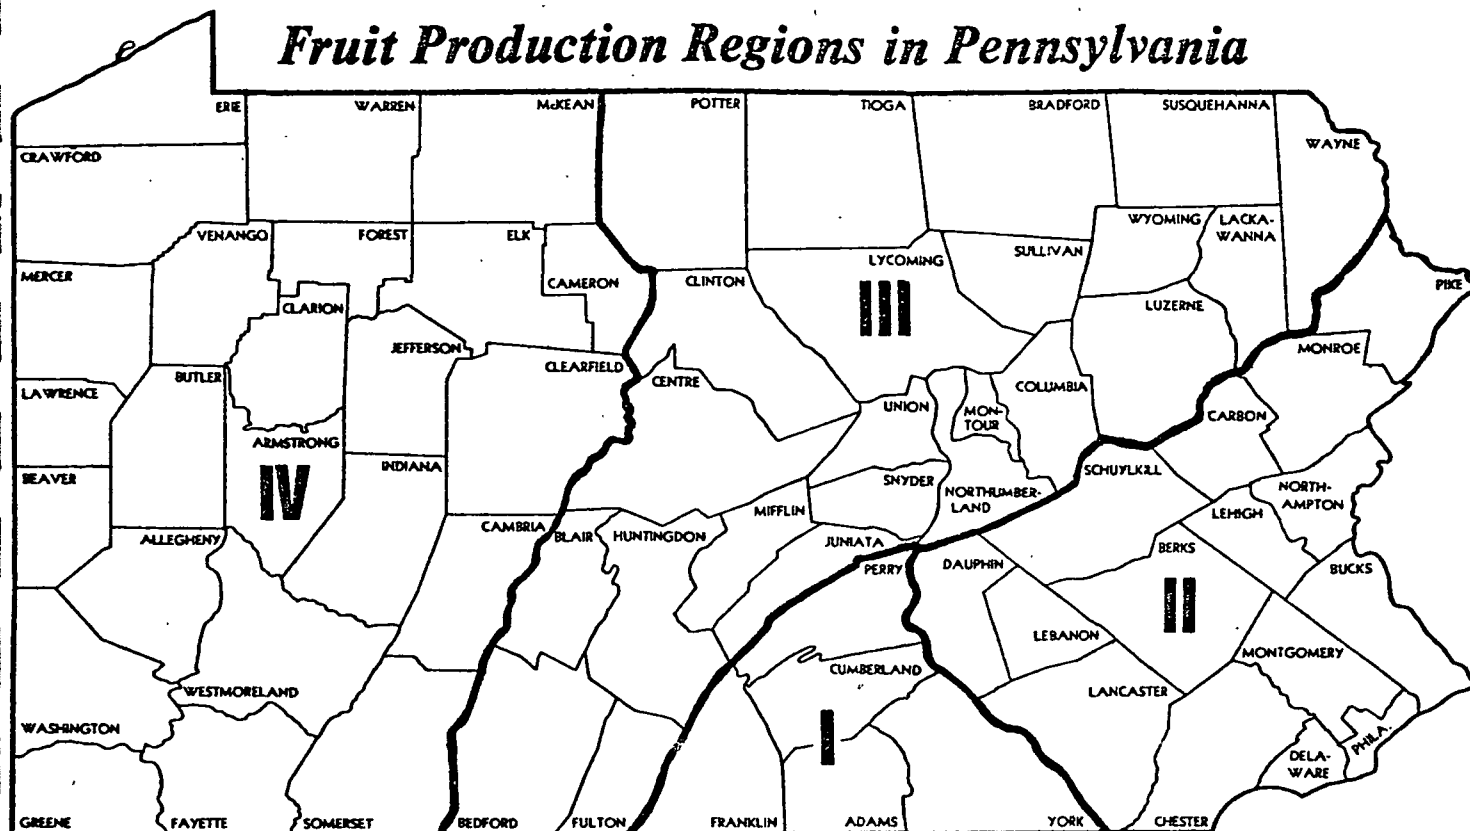 Fruit Production Regions in Pennsylvania
ERIE
WARREN
McKEAN
POTTER
TIOGA
BRADFORD
SUSQUEHANNA
WAYNE
CRAWFORD
VENANGO
FOREST
ELK
WYOMING
LACKA-
WANNA
MERCER
CAMERON
CLINTON
LYCOMING
SULLIVAN
PIKE
CLARION
III
LUZERNE
JEFFERSON
MONROE
BUTLER
CLEARFIELD
CENTRE
COLUMBIA
LAWRENCE
UNION
MON-
TOUR
CARBON
ARMSTRONG
INDIANA
SCHUYLKILL
BEAVER
IV
SNYDER
NORTHUMBER-
LAND
NORTH-
AMPTON
MIFFLIN
LEHIGH
CAMBRIA
BLAIR
HUNTINGDON
ALLEGHENY
JUNIATA
BERKS
PERRY
DAUPHIN
BUCKS
II
LEBANON
MONTGOMERY
CUMBERLAND
WESTMORELAND
LANCASTER
WASHINGTON
I
PHILA.
DELA-
WARE
GREENE
FAYETTE
SOMERSET
BEDFORD
FULTON
FRANKLIN
ADAMS
YORK
CHESTER